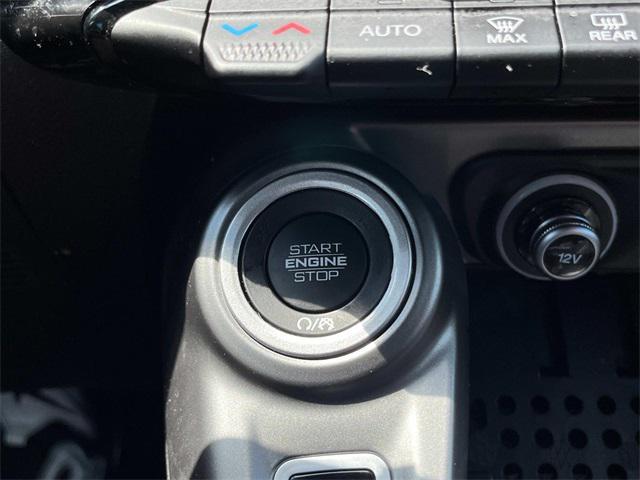 AUTO
MAX
REAR
START
ENGINE
STOP
12V